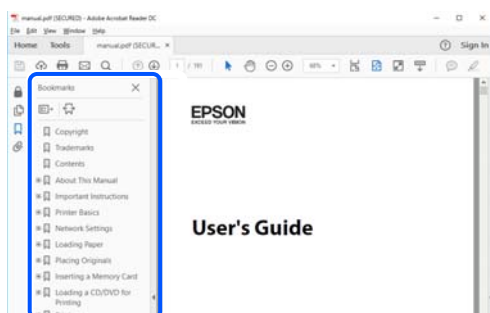 manual.pdf (SECURED) - Adobe Acrobat Reader DC
File Edit View Window Help
Home Tools manual.pdf (SECUR... × Sign In
1 / 191
Bookmarks
Copyright
Trademarks
Contents
About This Manual
Important Instructions
Printer Basics
Network Settings
Loading Paper
Placing Originals
Inserting a Memory Card
Loading a CD/DVD for
Printing
EPSON
EXCEED YOUR VISION
User's Guide